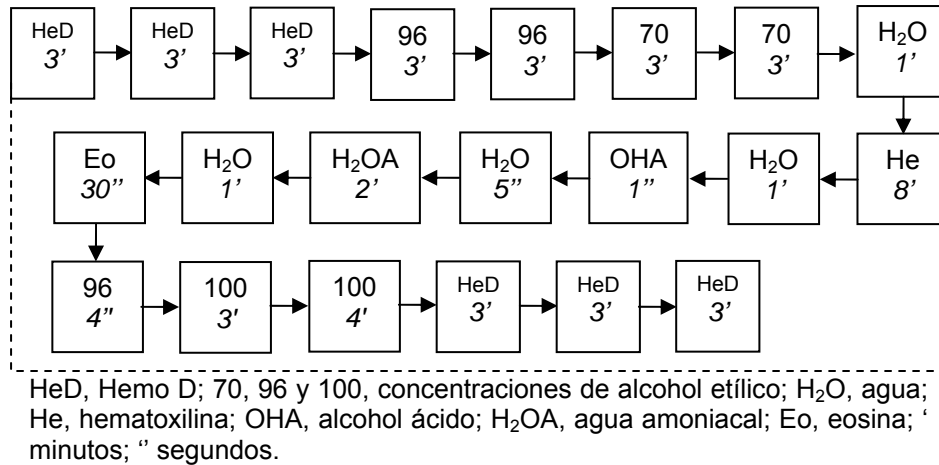 HeD HeD HeD 96 96 70 70 H₂O
3' 3' 3' 3' 3' 3' 3' 1'
Eo H₂O H₂OA H₂O OHA H₂O He
30'' 1' 2' 5'' 1'' 1' 8'
96 100 100 HeD HeD HeD
4" 3' 4' 3' 3' 3'
HeD, Hemo D; 70, 96 y 100, concentraciones de alcohol etílico; H₂O, agua;
He, hematoxilina; OHA, alcohol ácido; H₂OA, agua amoniacal; Eo, eosina; ‘
minutos; ‘’ segundos.